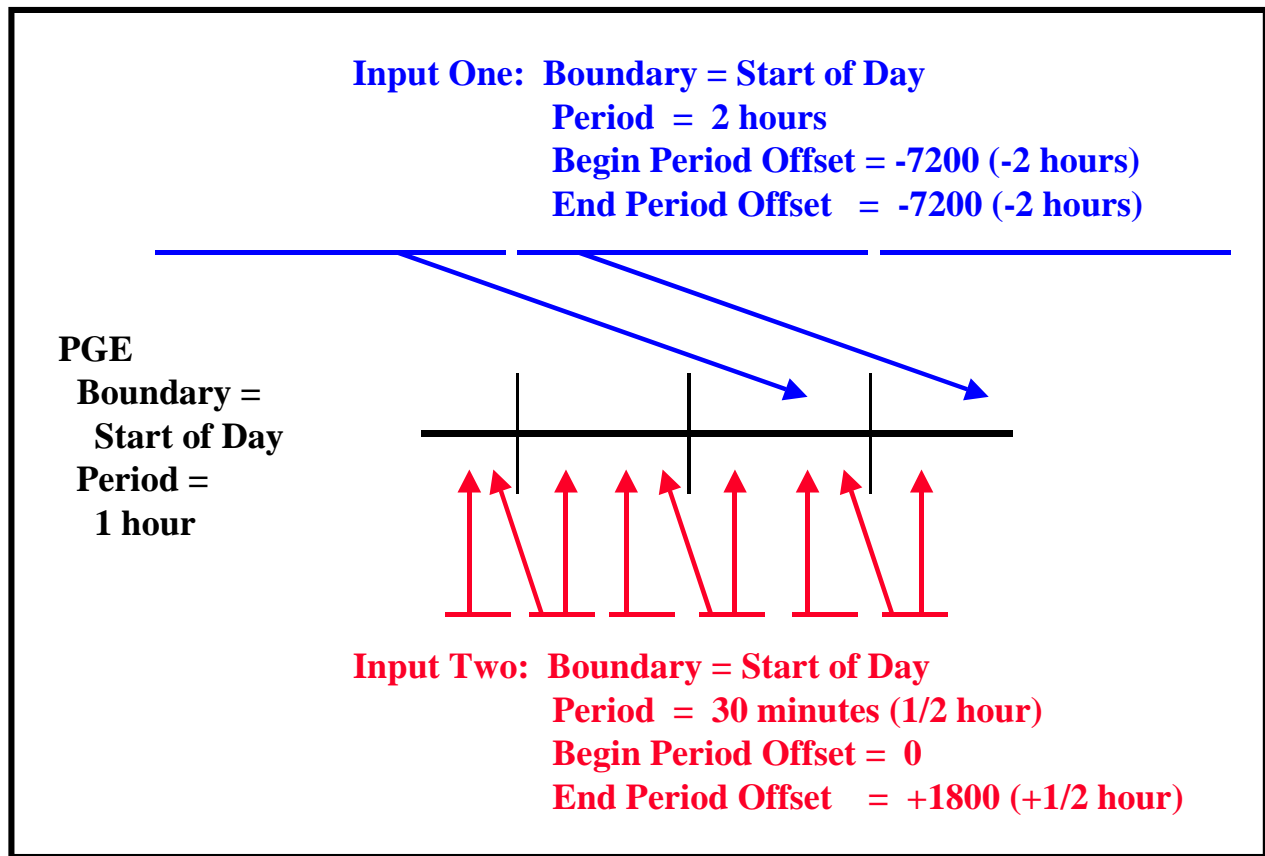 Input One: Boundary = Start of Day
Period = 2 hours
Begin Period Offset = -7200 (-2 hours)
End Period Offset = -7200 (-2 hours)
PGE
Boundary =
Start of Day
Period =
1 hour
Input Two: Boundary = Start of Day
Period = 30 minutes (1/2 hour)
Begin Period Offset = 0
End Period Offset = +1800 (+1/2 hour)